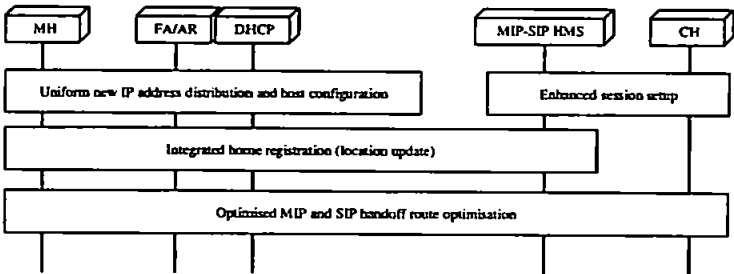 MH
FA/AR
DHCP
MIP-SIP HMS
CH
Uniform new IP address distribution and host configuration
Enhanced session setup
Integrated home registration (location update)
Optimised MIP and SIP handoff route optimisation